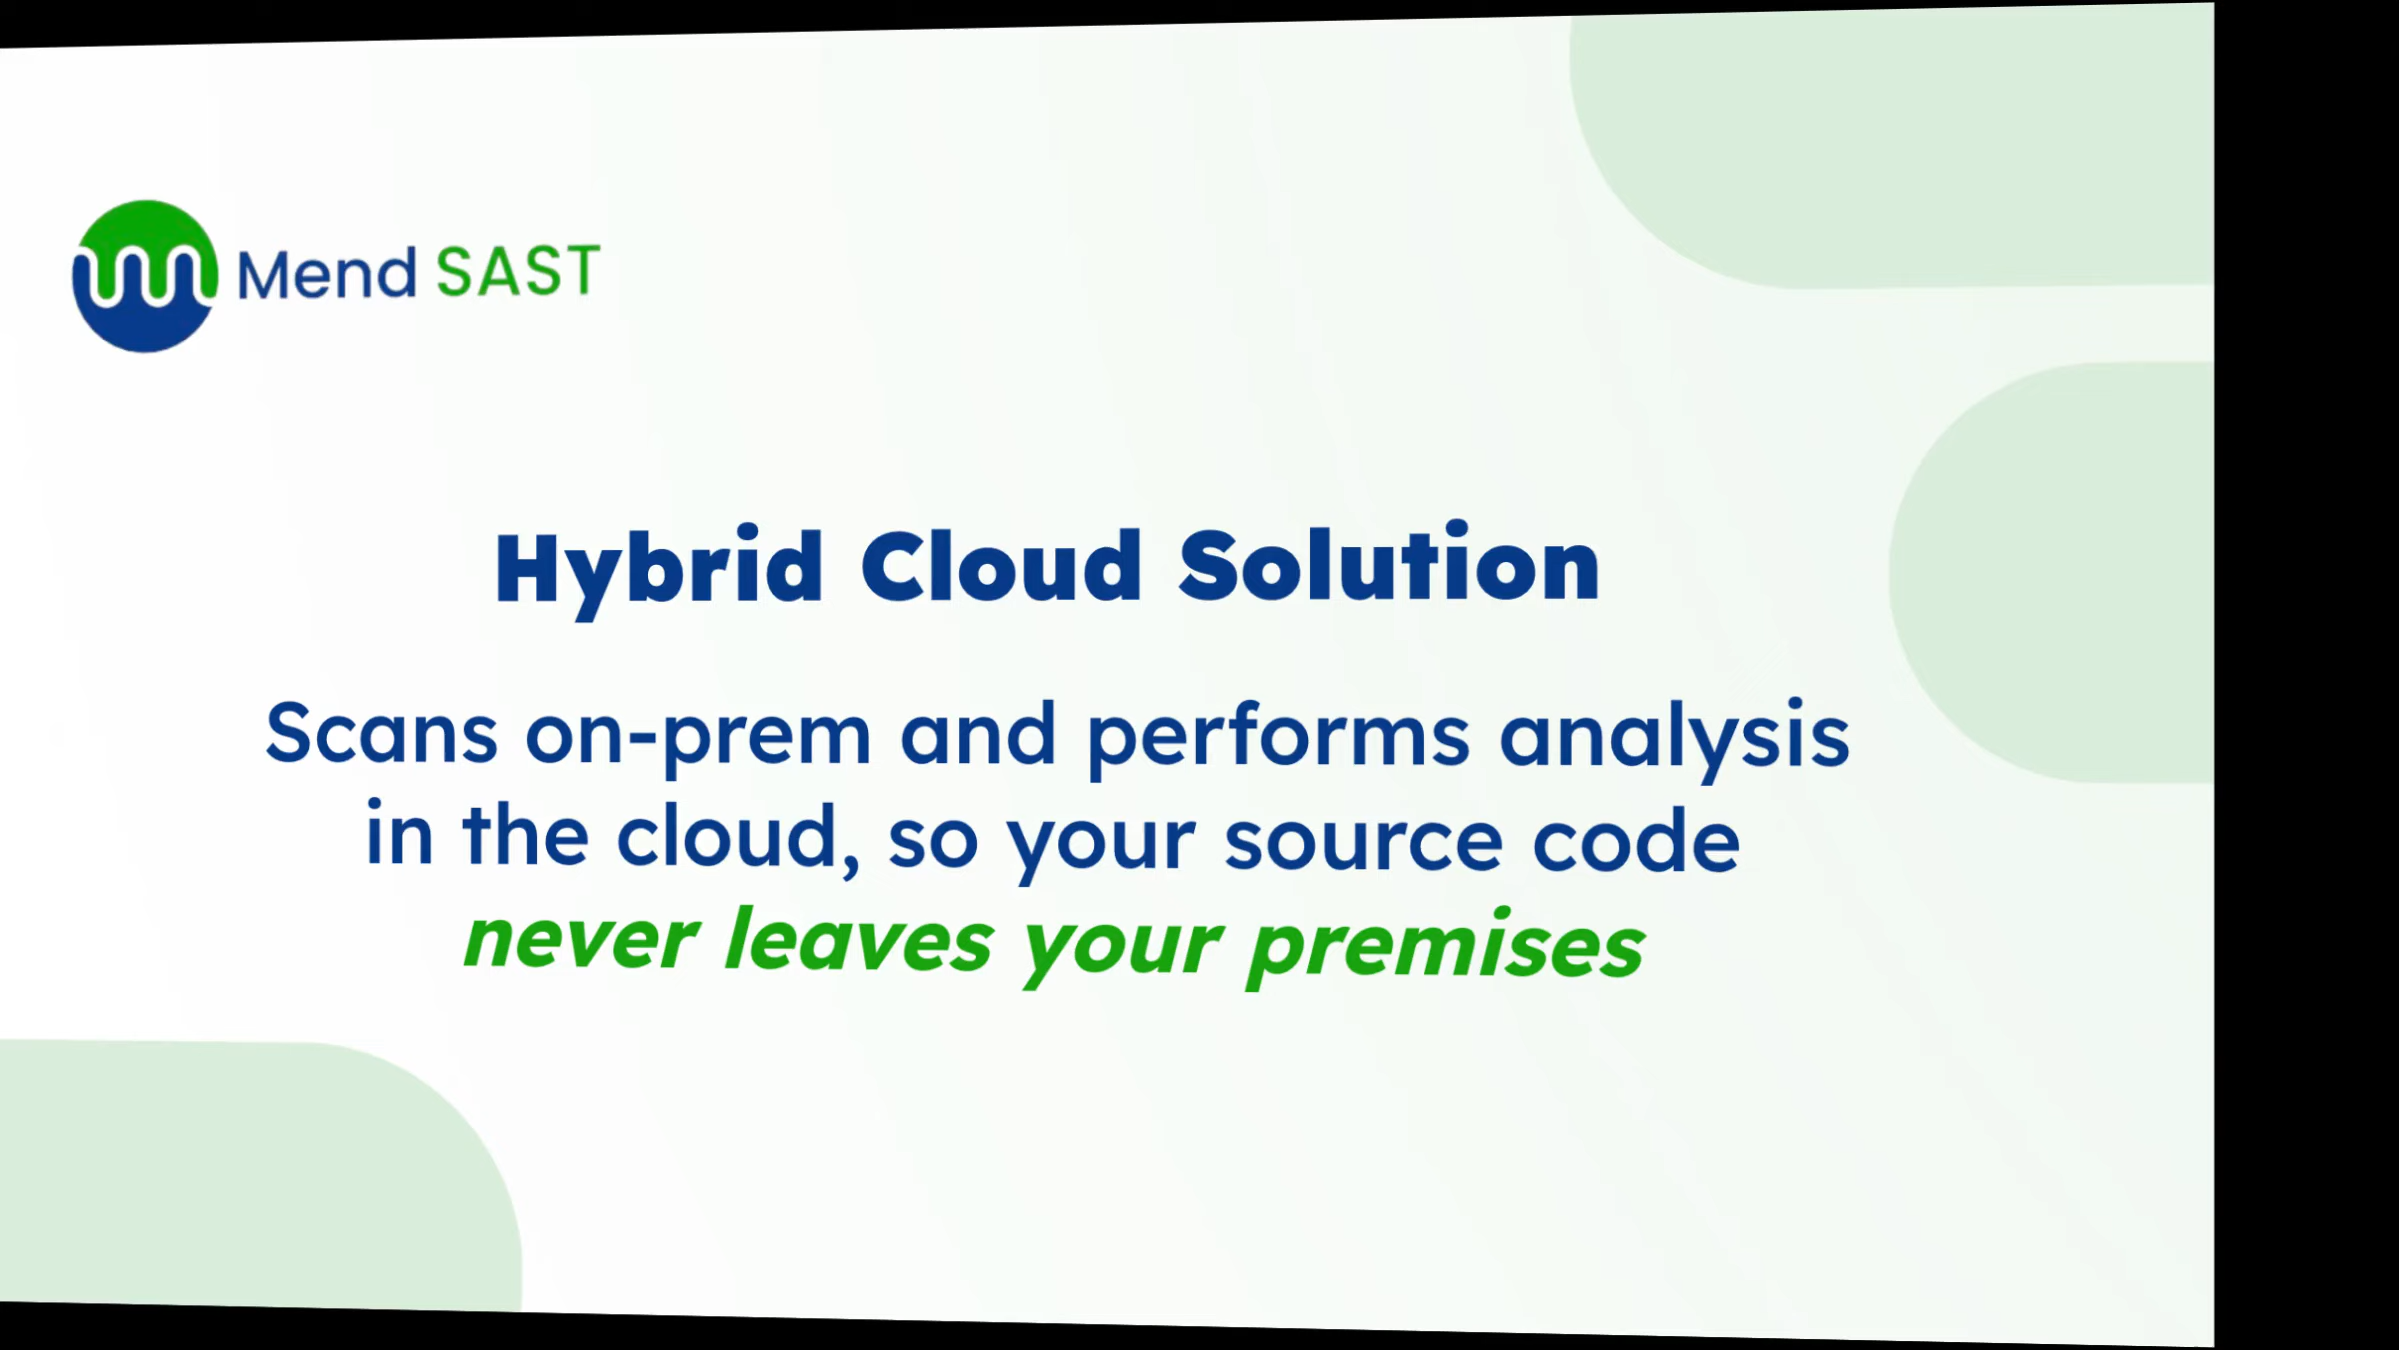 Mend SAST
Hybrid Cloud Solution
Scans on-prem and performs analysis
in the cloud, so your source code
never leaves your premises